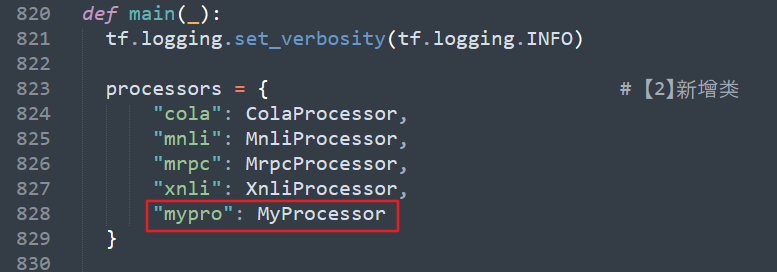 820 def main(_):
821 tf.logging.set_verbosity(tf.logging.INFO)
822
823 processors = { #【2】新增类
824 "cola": ColaProcessor,
825 "mnli": MnliProcessor,
826 "mrpc": MrpcProcessor,
827 "xnli": XnliProcessor,
828 "mypro": MyProcessor
829 }
830